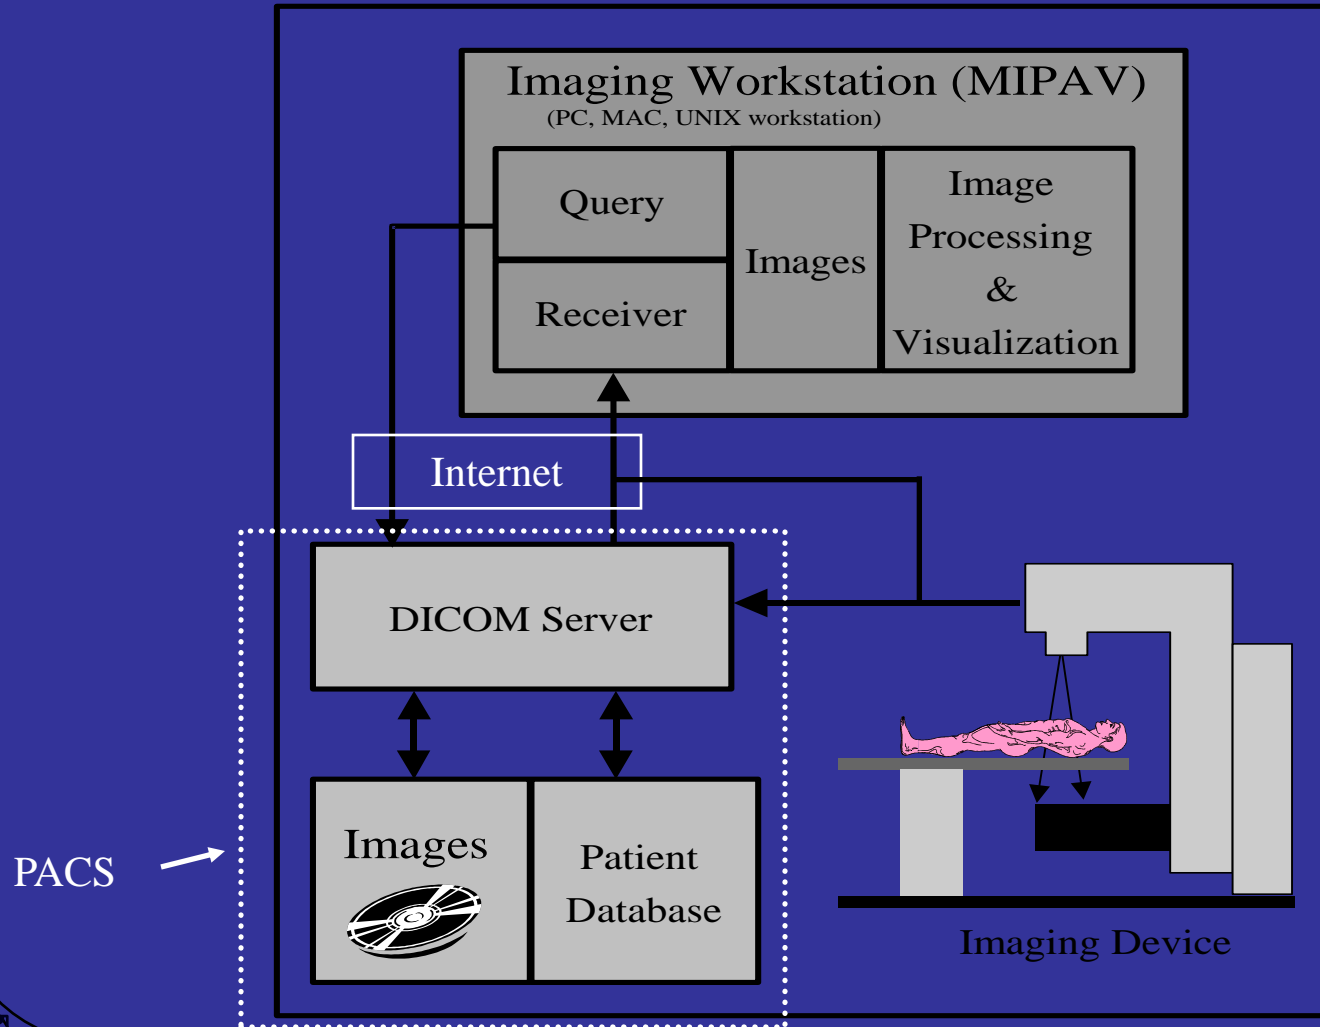 Imaging Workstation (MIPAV)
(PC, MAC, UNIX workstation)
Query
Receiver
Images
Image
Processing
&
Visualization
Internet
DICOM Server
Images
Patient
Database
PACS
Imaging Device